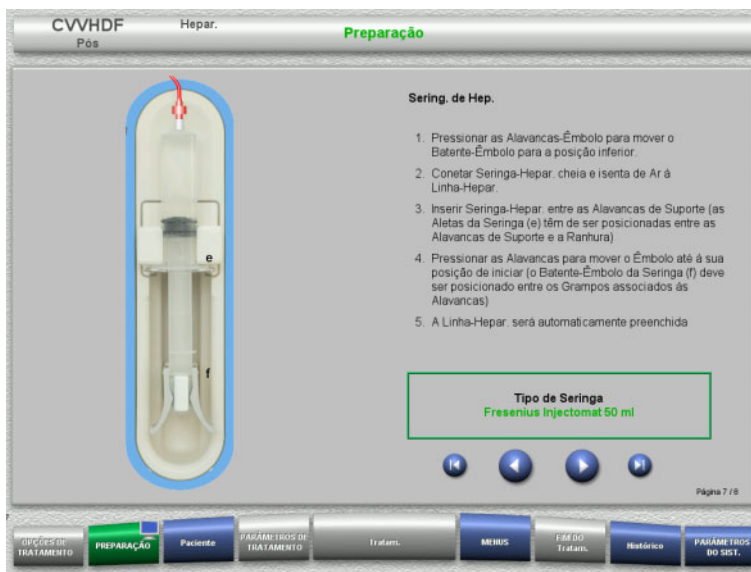 CVVHDF
Pós
Hepar.
Preparação
Sering. de Hep.
1. Pressionar as Alavancas-Êmbolo para mover o
Batente-Êmbolo para a posição inferior.
2. Conetar Seringa-Hepar. cheia e isenta de Ar á
Linha-Hepar.
3. Inserir Seringa-Hepar. entre as Alavancas de Suporte (as
Aletas da Seringa (e) têm de ser posicionadas entre as
Alavancas de Suporte e a Ranhura)
4. Pressionar as Alavancas para mover o Êmbolo até á sua
posição de iniciar (o Batente-Êmbolo da Seringa (f) deve
ser posicionado entre os Grampos associados ás
Alavancas)
5. A Linha-Hepar. será automaticamente preenchida
e
f
Tipo de Seringa
Fresenius Injectomat 50 ml
Página 7 / 8
OPÇÕES DE
TRATAMENTO
PREPARAÇÃO
Paciente
PARÂMETROS DE
TRATAMENTO
Tratam.
MENUS
FIM DO
Tratam.
Histórico
PARÂMETROS
DO SIST.